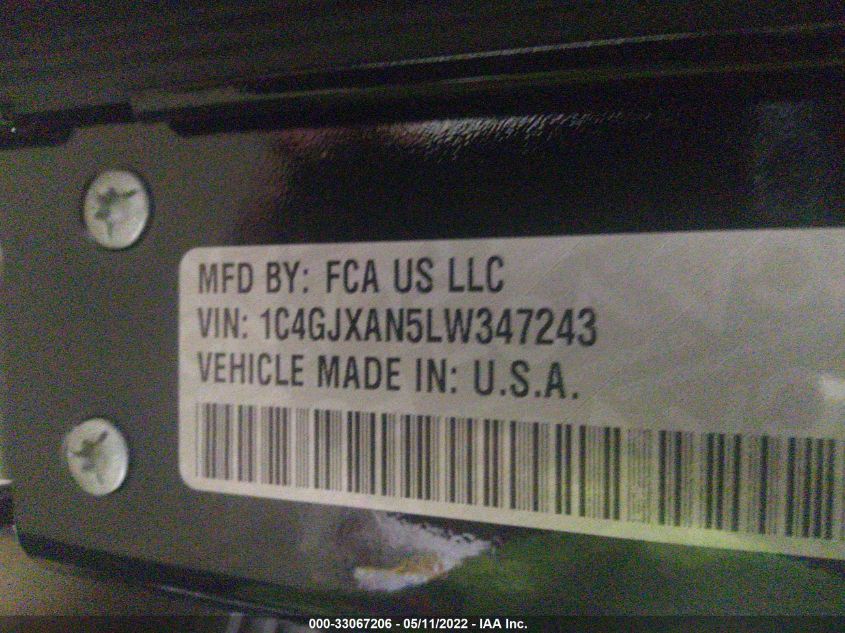 MFD BY: FCA US LLC
VIN: 1C4GJXAN5LW347243
VEHICLE MADE IN: U.S.A.
000-33067206 - 05/11/2022 - IAA Inc.